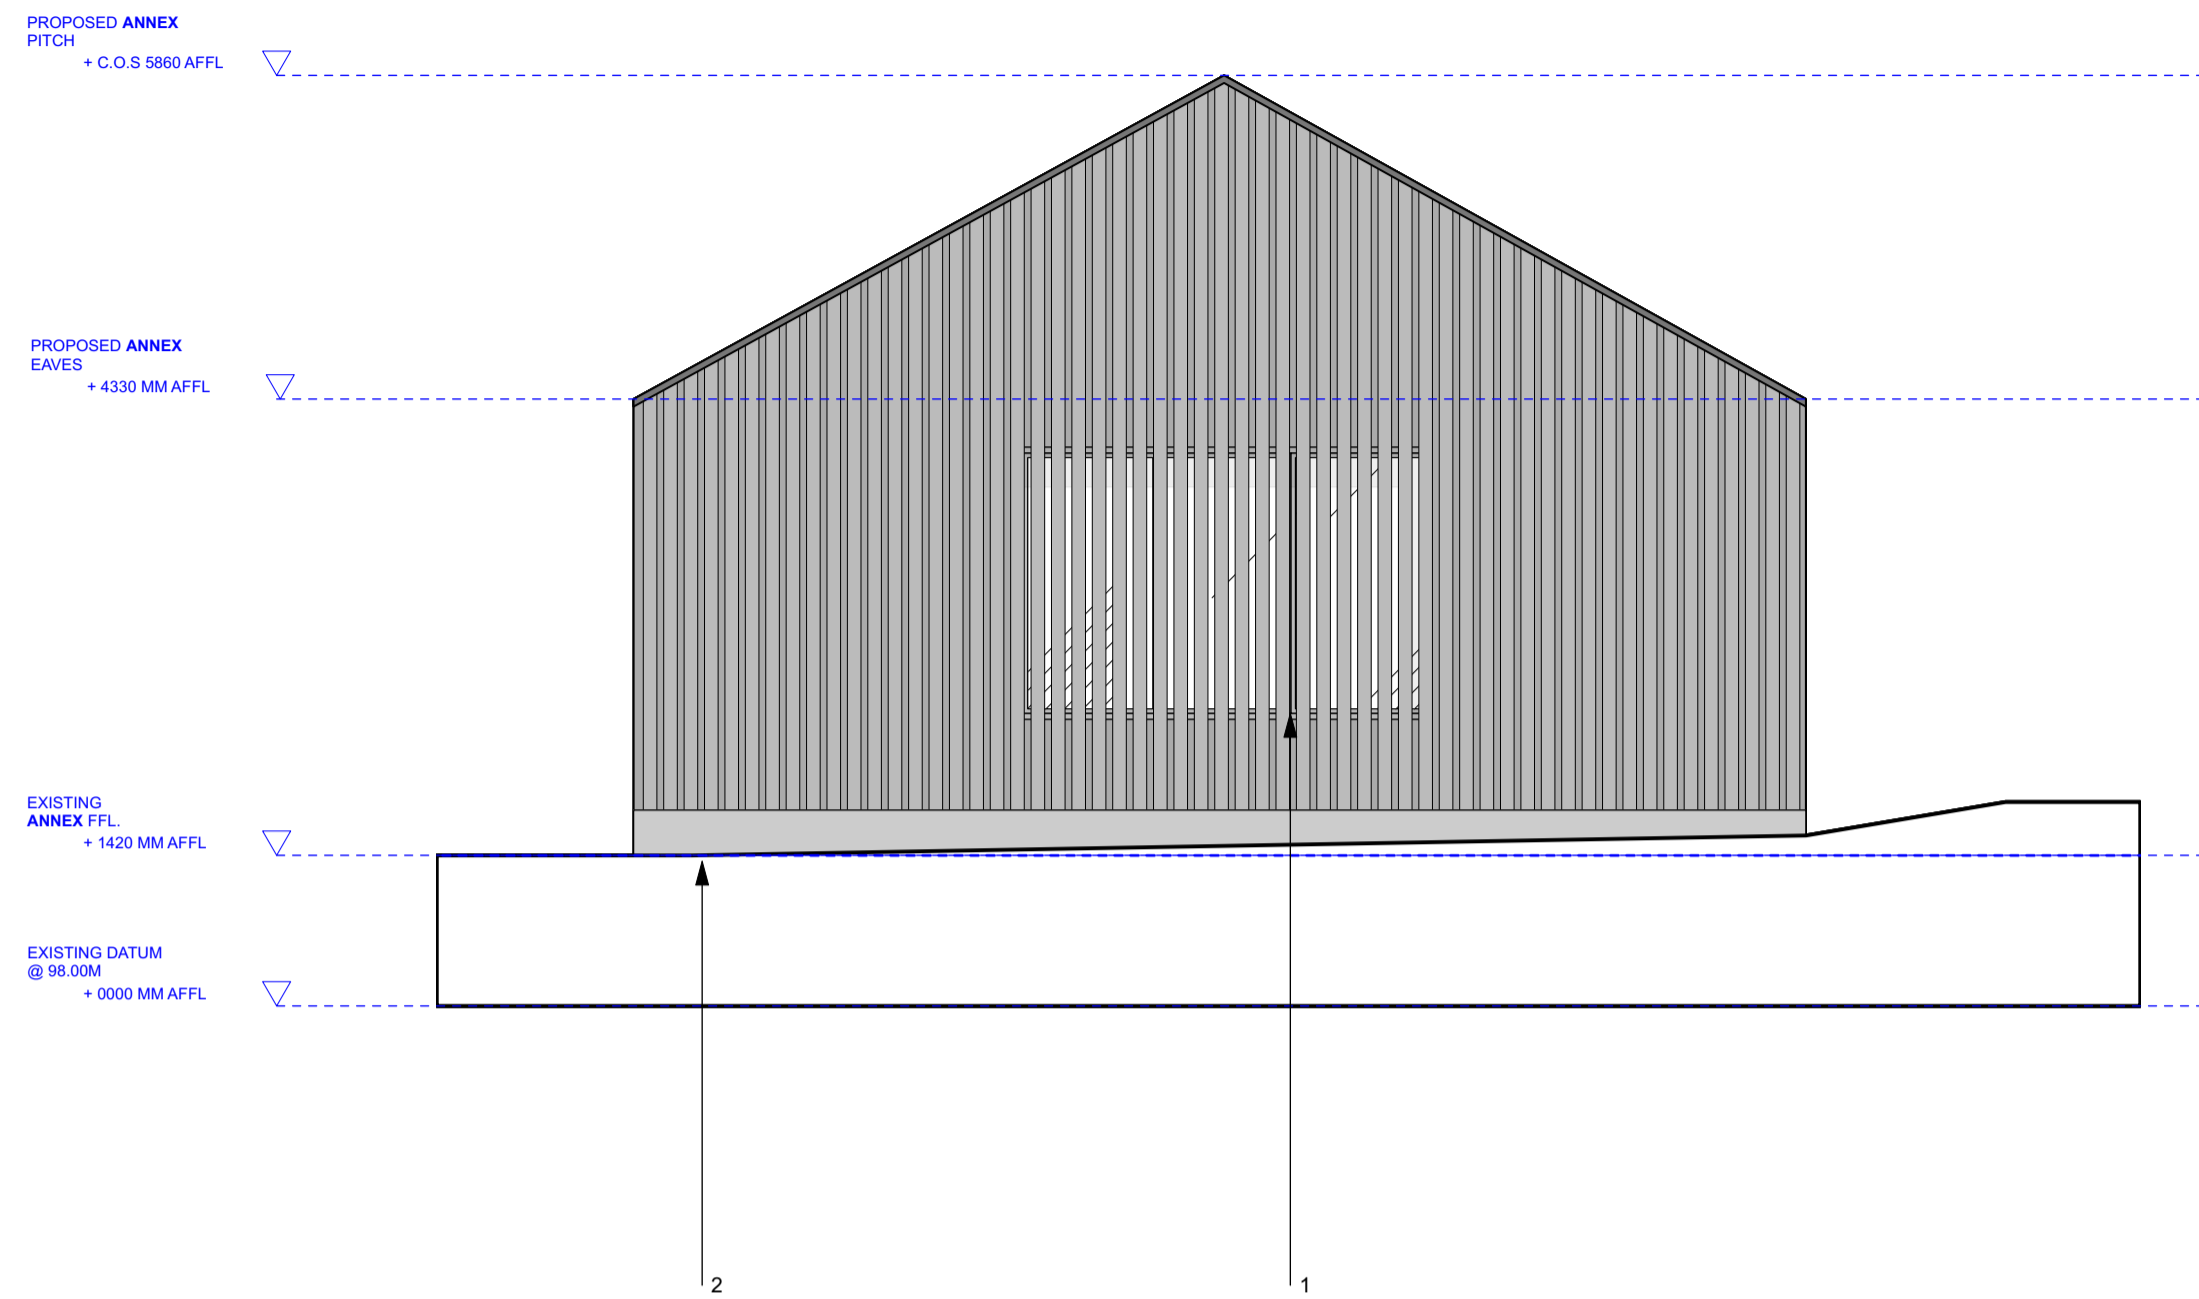 PROPOSED ANNEX
PITCH
+ C.O.S 5860 AFFL
PROPOSED ANNEX
EAVES
+ 4330 MM AFFL
EXISTING
ANNEX FFL.
+ 1420 MM AFFL
EXISTING DATUM
@ 98.00M
+ 0000 MM AFFL
2
1